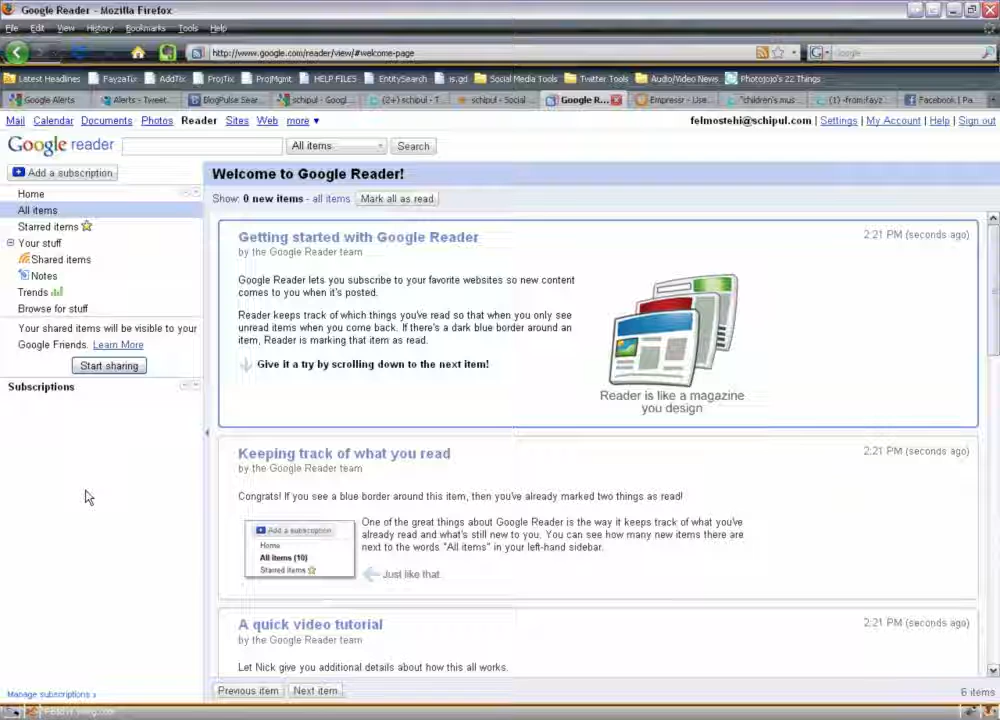 Google Reader - Mozilla Firefox
File Edit View History Bookmarks Tools Help
http://www.google.com/reader/view/#welcome-page
Google
Latest Headlines FayzaTix AddTix ProjTix ProjMgmt HELP FILES EntitySearch is.gd Social Media Tools Twitter Tools Audio/Video News Photojojo's 22 Things
Google Alerts Alerts - Tweet... BlogPulse Sear... schipul - Googl... (2+) schipul - T... schipul - Social ... Google R... Empressr - Use... "children's mus... (1) -from:fayz... Facebook | Pa...
Mail Calendar Documents Photos Reader Sites Web more ▼ felmostehi@schipul.com | Settings | My Account | Help | Sign out
Google reader All items Search
Add a subscription
Welcome to Google Reader!
Home
Show: 0 new items - all items Mark all as read
All items
Starred items
Your stuff
Shared items
Notes
Trends
Browse for stuff
Your shared items will be visible to your
Google Friends. Learn More
Start sharing
Subscriptions
Getting started with Google Reader 2:21 PM (seconds ago)
by the Google Reader team
Google Reader lets you subscribe to your favorite websites so new content
comes to you when it's posted.
Reader keeps track of which things you've read so that when you only see
unread items when you come back. If there's a dark blue border around an
item, Reader is marking that item as read.
Give it a try by scrolling down to the next item!
Reader is like a magazine
you design
Keeping track of what you read 2:21 PM (seconds ago)
by the Google Reader team
Congrats! If you see a blue border around this item, then you've already marked two things as read!
Add a subscription
Home
All items (10)
Starred items
One of the great things about Google Reader is the way it keeps track of what you've
already read and what's still new to you. You can see how many new items there are
next to the words "All items" in your left-hand sidebar.
Just like that.
A quick video tutorial 2:21 PM (seconds ago)
by the Google Reader team
Let Nick give you additional details about how this all works.
Manage subscriptions »
Previous item Next item 6 items